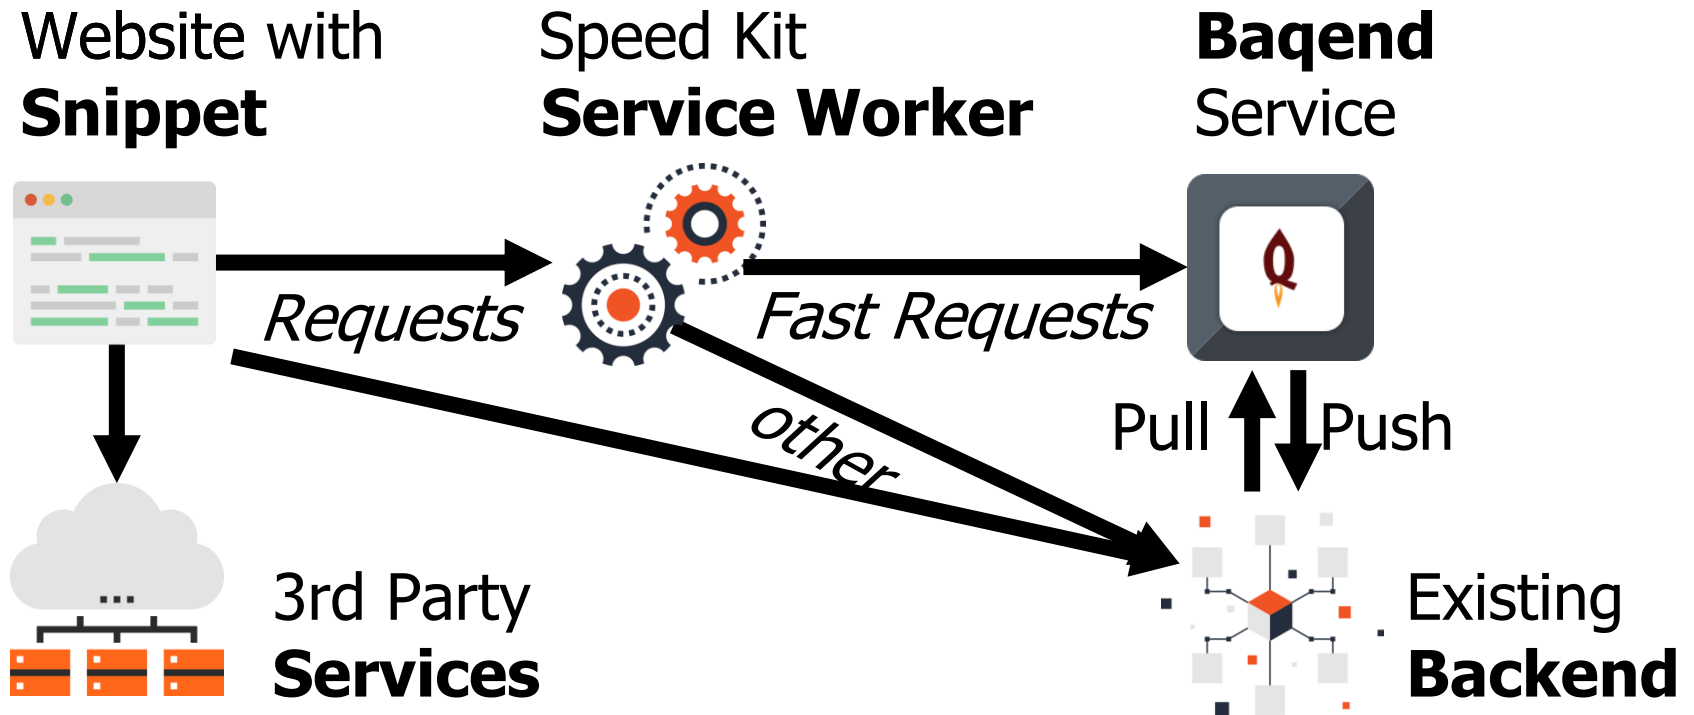 Website with
Snippet
Speed Kit
Service Worker
Baqend
Service
Requests
Fast Requests
other
Pull
Push
3rd Party
Services
Existing
Backend